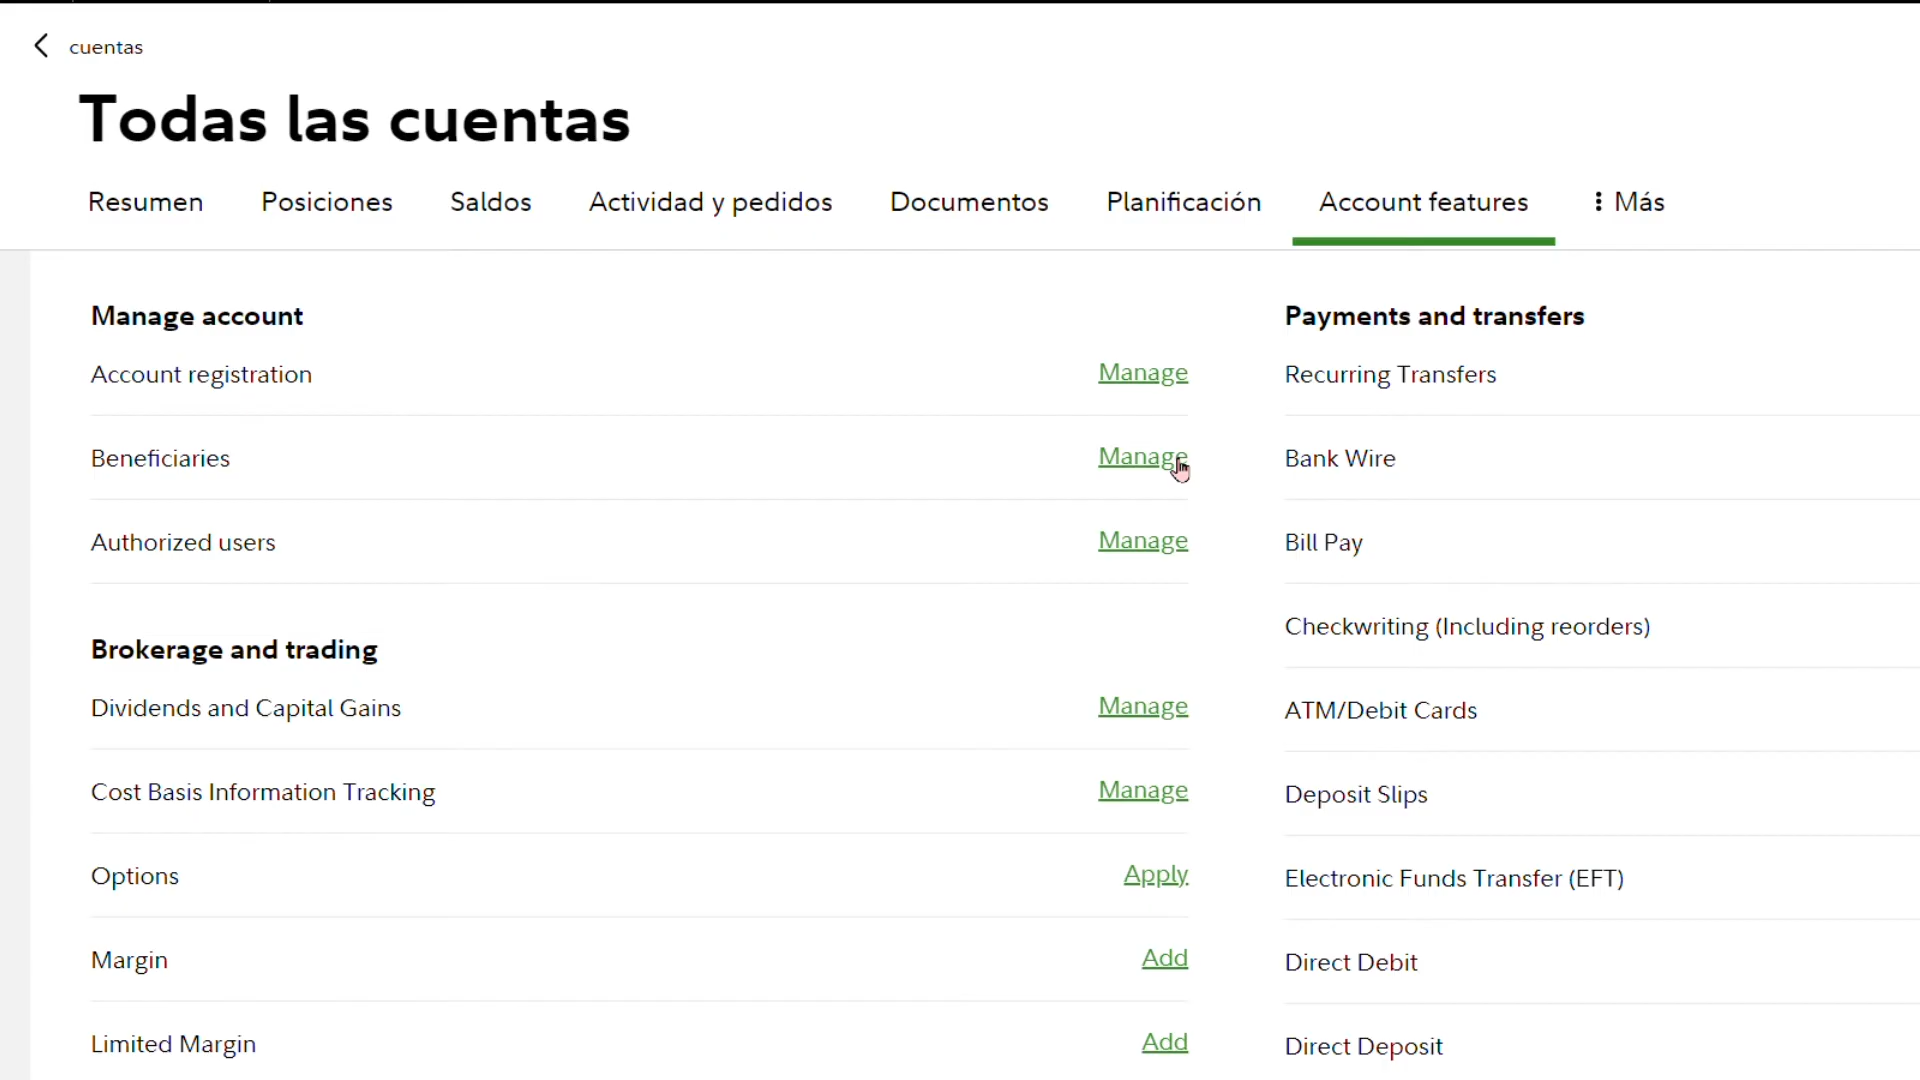 cuentas
Todas las cuentas
Resumen Posiciones Saldos Actividad y pedidos Documentos Planificación Account features Más
Manage account
Account registration Manage
Beneficiaries Manage
Authorized users Manage
Brokerage and trading
Dividends and Capital Gains Manage
Cost Basis Information Tracking Manage
Options Apply
Margin Add
Limited Margin Add
Payments and transfers
Recurring Transfers
Bank Wire
Bill Pay
Checkwriting (Including reorders)
ATM/Debit Cards
Deposit Slips
Electronic Funds Transfer (EFT)
Direct Debit
Direct Deposit